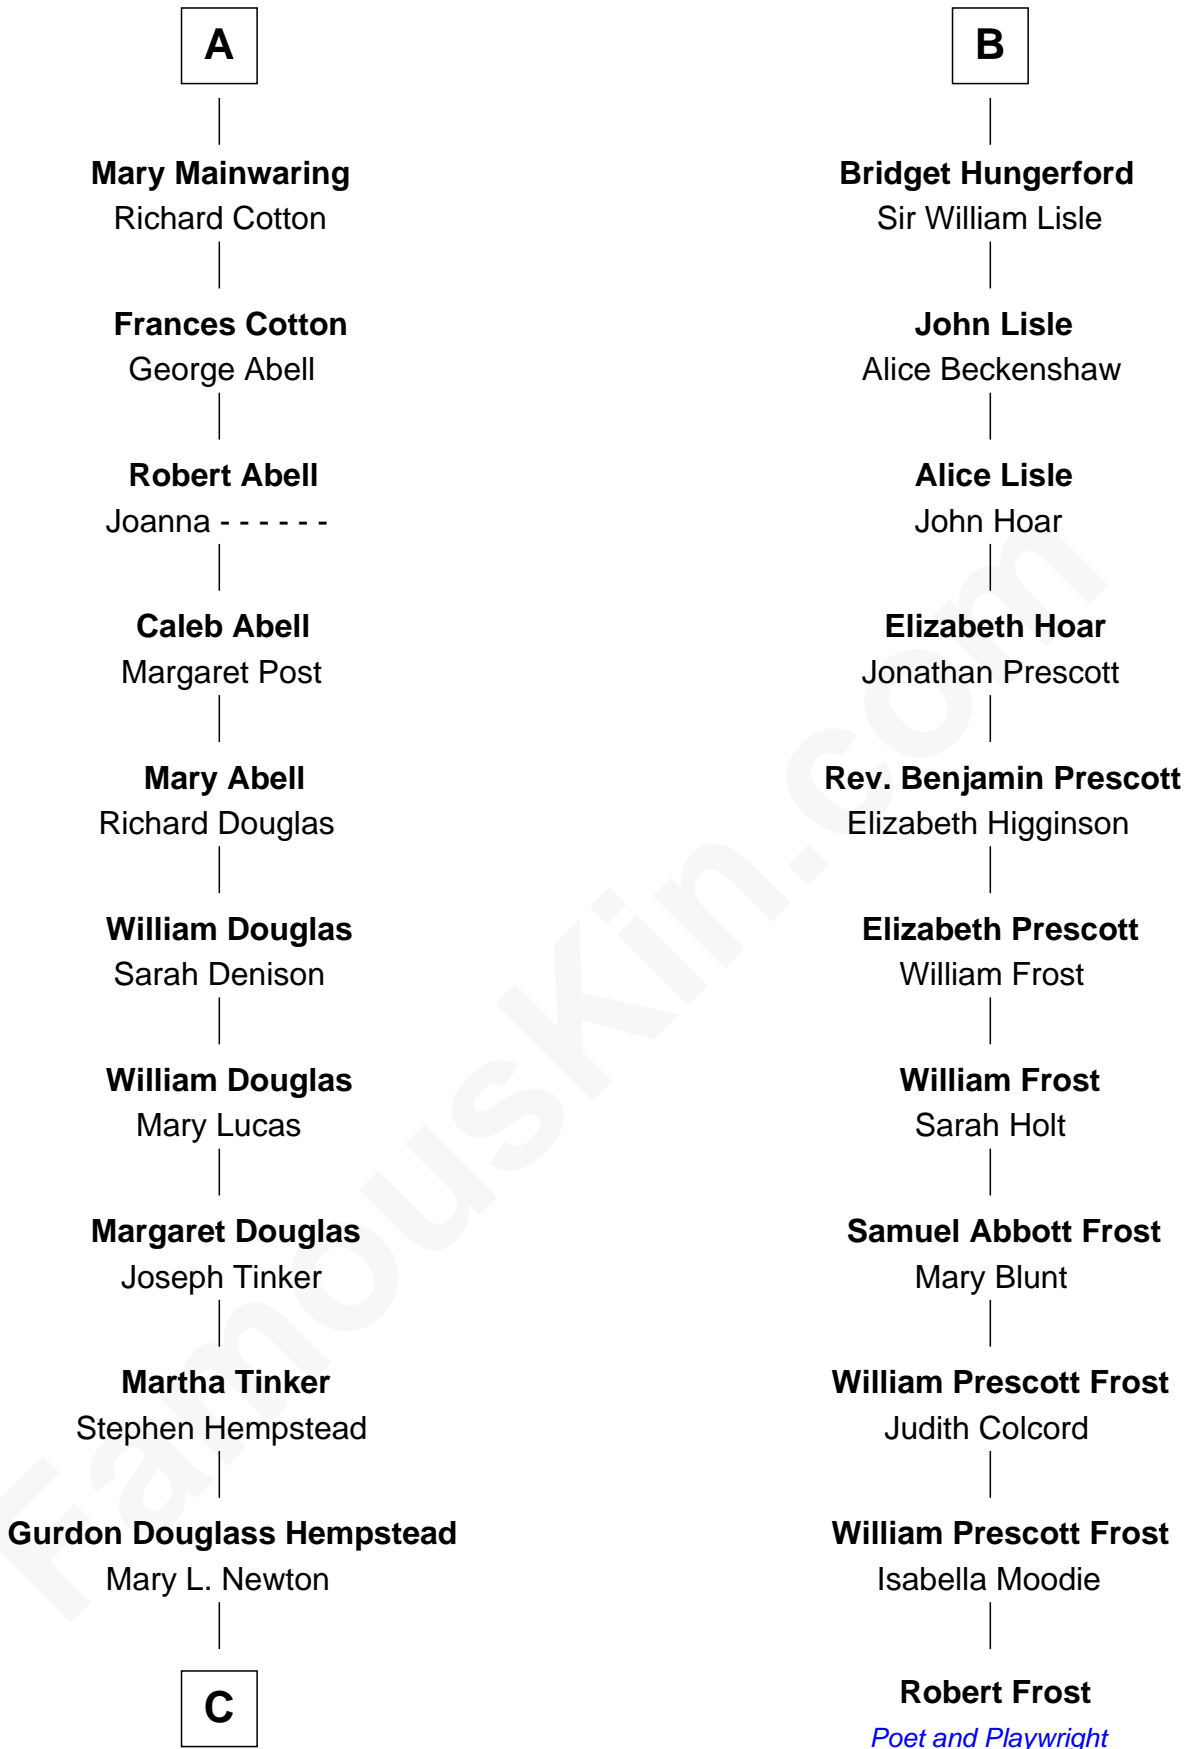 A
Mary Mainwaring
Richard Cotton
Frances Cotton
George Abell
Robert Abell
Joanna - - - - - -
Caleb Abell
Margaret Post
Mary Abell
Richard Douglas
William Douglas
Sarah Denison
William Douglas
Mary Lucas
Margaret Douglas
Joseph Tinker
Martha Tinker
Stephen Hempstead
Gurdon Douglass Hempstead
Mary L. Newton
C
B
Bridget Hungerford
Sir William Lisle
John Lisle
Alice Beckenshaw
Alice Lisle
John Hoar
Elizabeth Hoar
Jonathan Prescott
Rev. Benjamin Prescott
Elizabeth Higginson
Elizabeth Prescott
William Frost
William Frost
Sarah Holt
Samuel Abbott Frost
Mary Blunt
William Prescott Frost
Judith Colcord
William Prescott Frost
Isabella Moodie
Robert Frost
Poet and Playwright
FamousKin.com